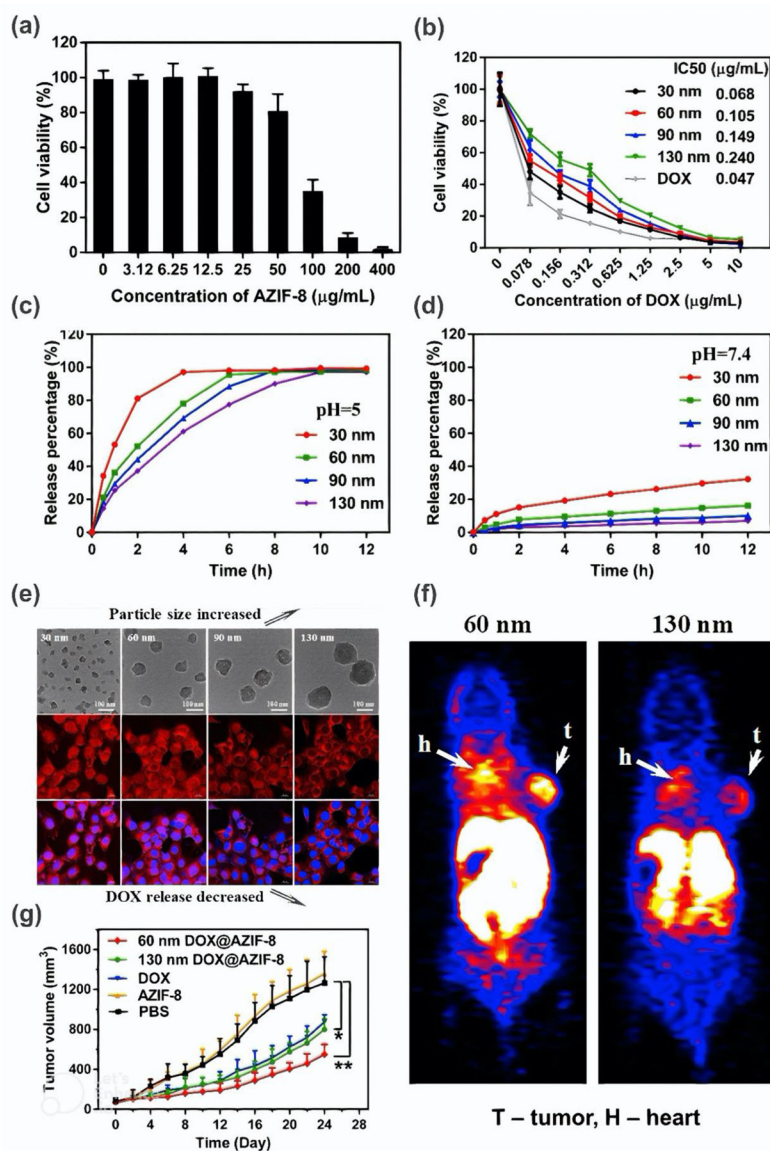 (a)
Cell viability (%)
120
100
80
60
40
20
0
0 3.12 6.25 12.5 25 50 100 200 400
Concentration of AZIF-8 (μg/mL)
(b)
Cell viability (%)
120
100
80
60
40
20
0
IC50 (μg/mL)
30 nm 0.068
60 nm 0.105
90 nm 0.149
130 nm 0.240
DOX 0.047
0 0.078 0.156 0.312 0.625 1.25 2.5 5 10
Concentration of DOX (μg/mL)
(c)
Release percentage (%)
100
80
60
40
20
0
pH=5
30 nm
60 nm
90 nm
130 nm
0 2 4 6 8 10 12
Time (h)
(d)
Release percentage (%)
100
80
60
40
20
0
pH=7.4
30 nm
60 nm
90 nm
130 nm
0 2 4 6 8 10 12
Time (h)
(e)
Particle size increased
30 nm 60 nm 90 nm 130 nm
100 nm 100 nm 100 nm 100 nm
DOX release decreased
(f)
60 nm 130 nm
h t h t
T – tumor, H – heart
(g)
Tumor volume (mm3)
1600
1200
800
400
0
60 nm DOX@AZIF-8
130 nm DOX@AZIF-8
DOX
AZIF-8
PBS
*
**
0 4 8 12 16 20 24 28
Time (Day)